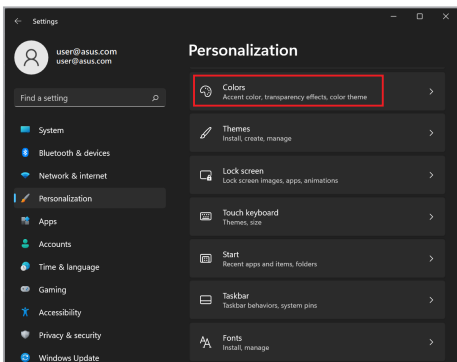 Settings
user@asus.com
user@asus.com
Find a setting
System
Bluetooth & devices
Network & internet
Personalization
Apps
Accounts
Time & language
Gaming
Accessibility
Privacy & security
Windows Update
Personalization
Colors
Accent color, transparency effects, color theme
Themes
Install, create, manage
Lock screen
Lock screen images, apps, animations
Touch keyboard
Themes, size
Start
Recent apps and items, folders
Taskbar
Taskbar behaviors, system pins
Fonts
Install, manage